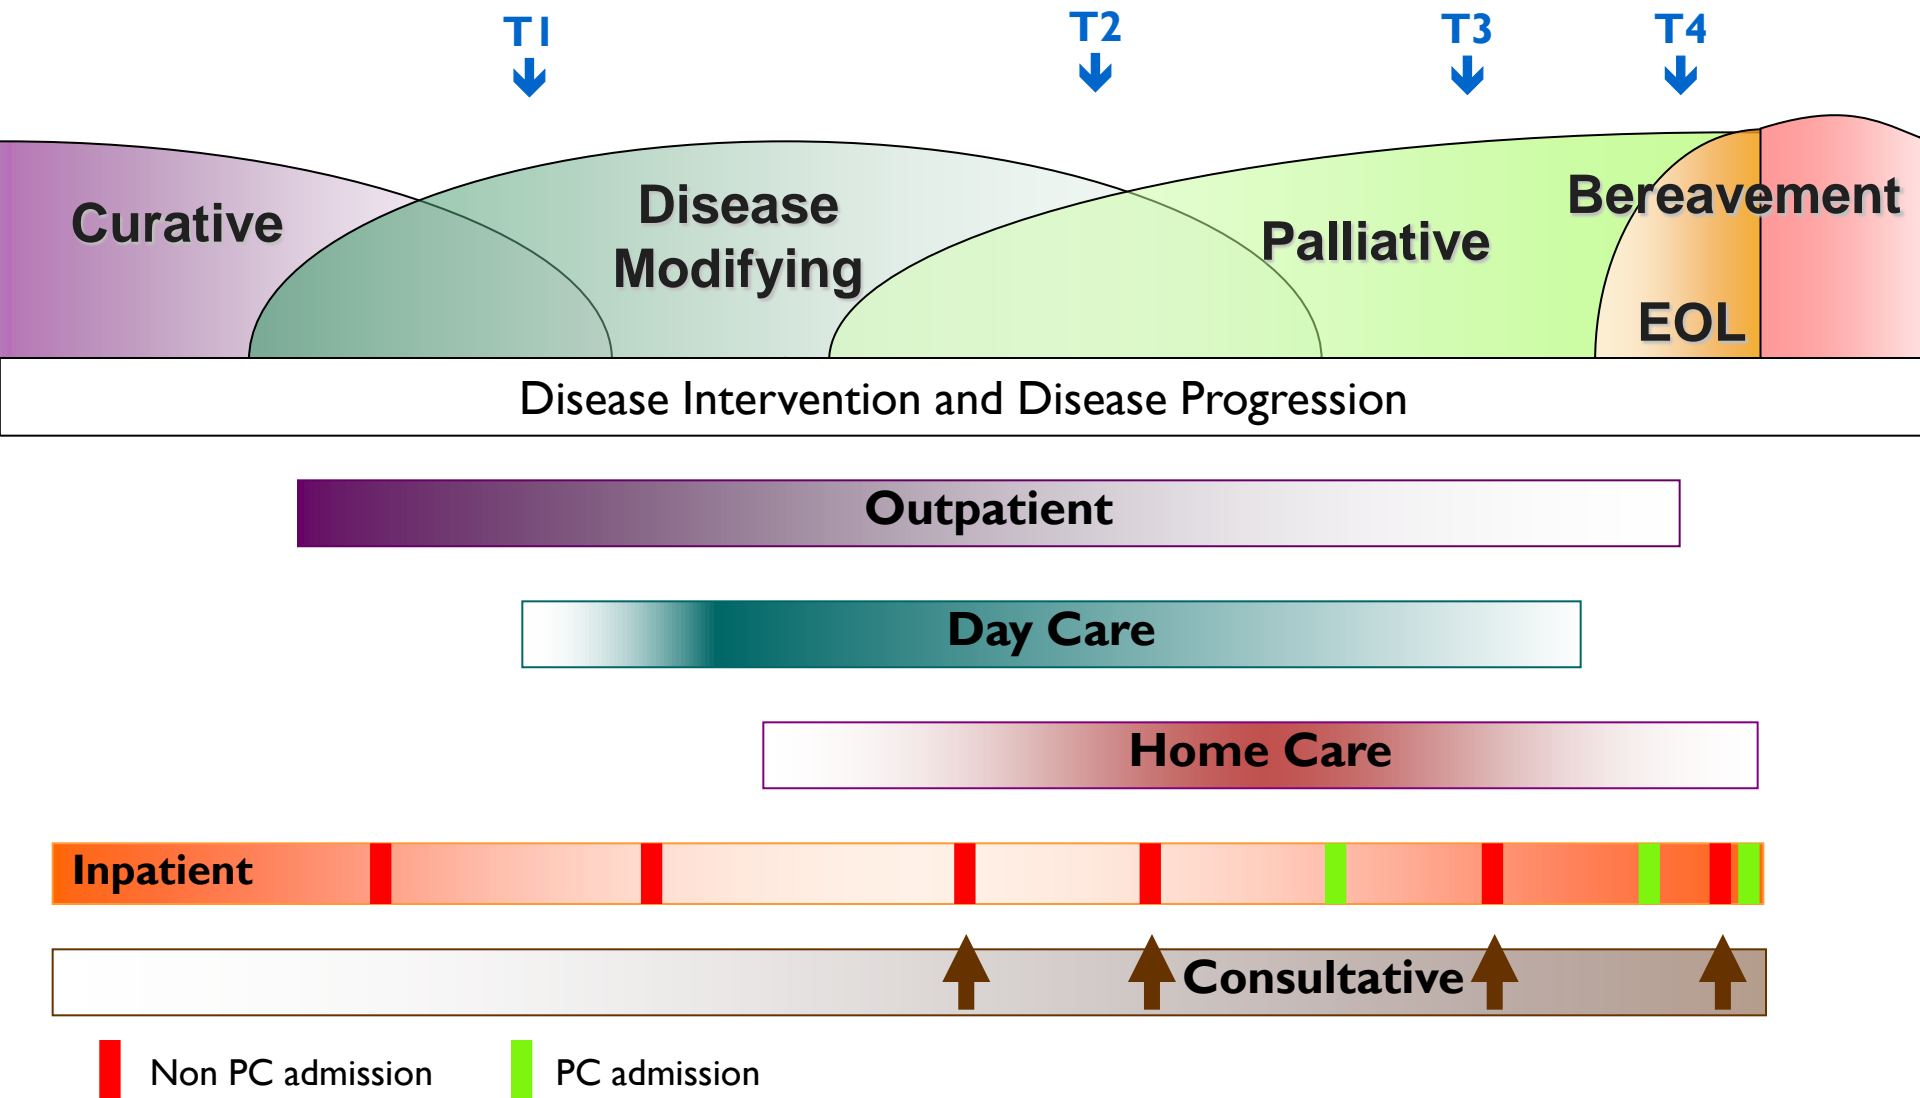 T1
T2
T3
T4
Curative
Disease
Modifying
Palliative
Bereavement
EOL
Disease Intervention and Disease Progression
Outpatient
Day Care
Home Care
Inpatient
Consultative
Non PC admission
PC admission